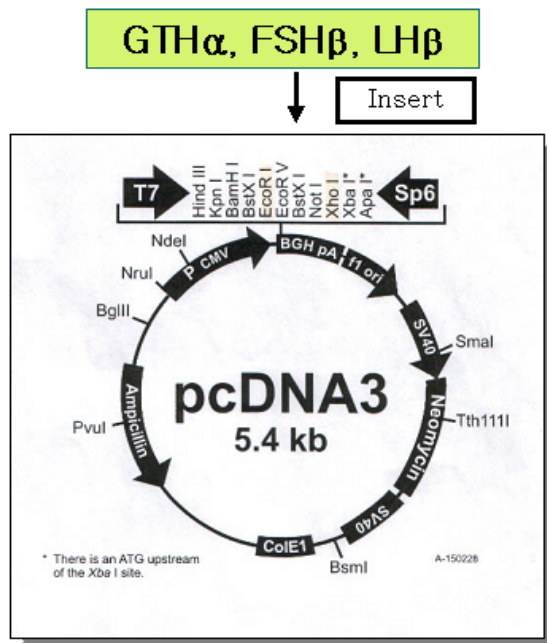 GTHα, FSHβ, LHβ
Insert
T7
Hind III
Kpn I
BamH I
BstX I
EcoR I
EcoR V
BstX I
Not I
Xho I
Xba I*
Apa I*
Sp6
NdeI
P CMV
BGH pA
f1 ori
NruI
BglII
SV40
SmaI
Ampicillin
pcDNA3
5.4 kb
Neomycin
Tth111I
PvuI
SV40
ColE1
BsmI
* There is an ATG upstream
of the Xba I site.
A-150228